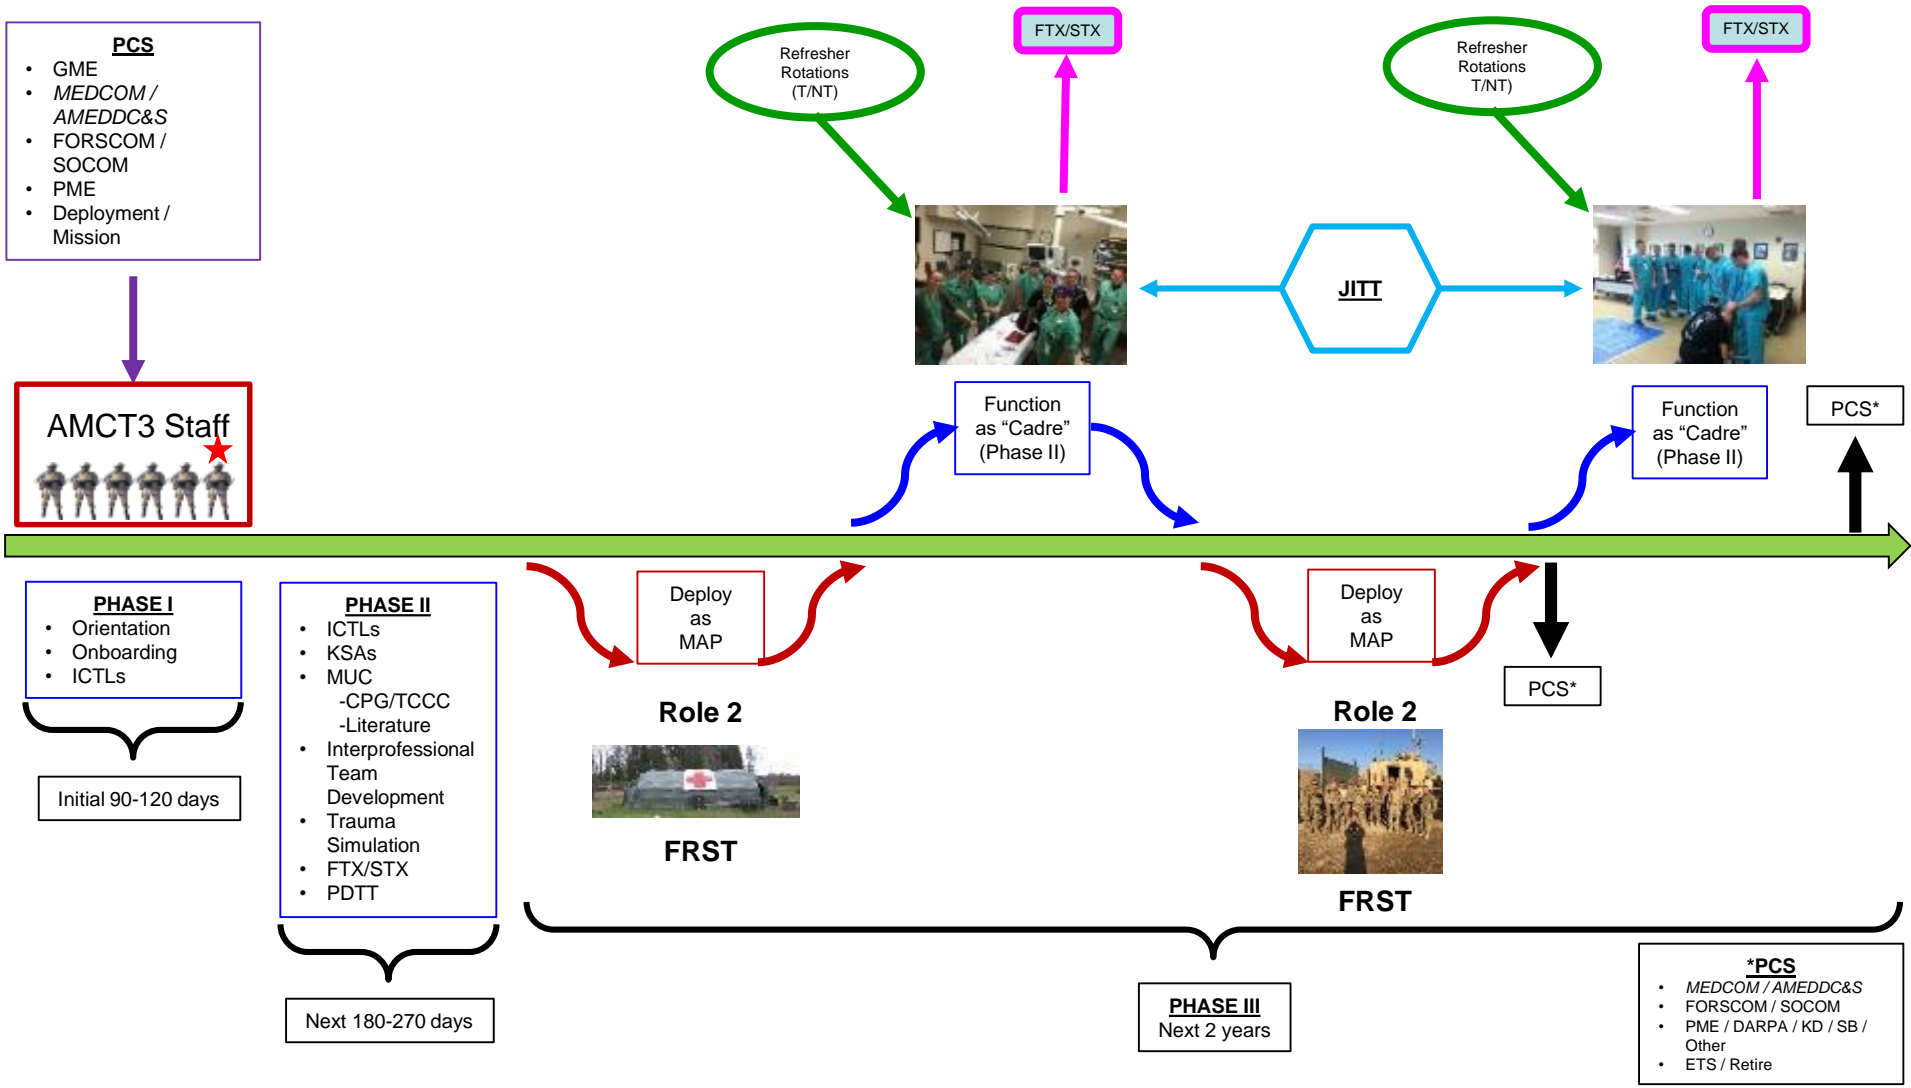 PCS
• GME
• MEDCOM /
AMEDDC&S
• FORSCOM /
SOCOM
• PME
• Deployment /
Mission
AMCT3 Staff
Refresher
Rotations
(T/NT)
FTX/STX
JITT
Refresher
Rotations
T/NT)
FTX/STX
Function
as “Cadre”
(Phase II)
Function
as “Cadre”
(Phase II)
PCS*
PHASE I
• Orientation
• Onboarding
• ICTLs
Initial 90-120 days
PHASE II
• ICTLs
• KSAs
• MUC
-CPG/TCCC
-Literature
• Interprofessional
Team
Development
• Trauma
Simulation
• FTX/STX
• PDTT
Next 180-270 days
Deploy
as
MAP
Role 2
FRST
Deploy
as
MAP
Role 2
FRST
PCS*
PHASE III
Next 2 years
*PCS
• MEDCOM / AMEDDC&S
• FORSCOM / SOCOM
• PME / DARPA / KD / SB /
Other
• ETS / Retire